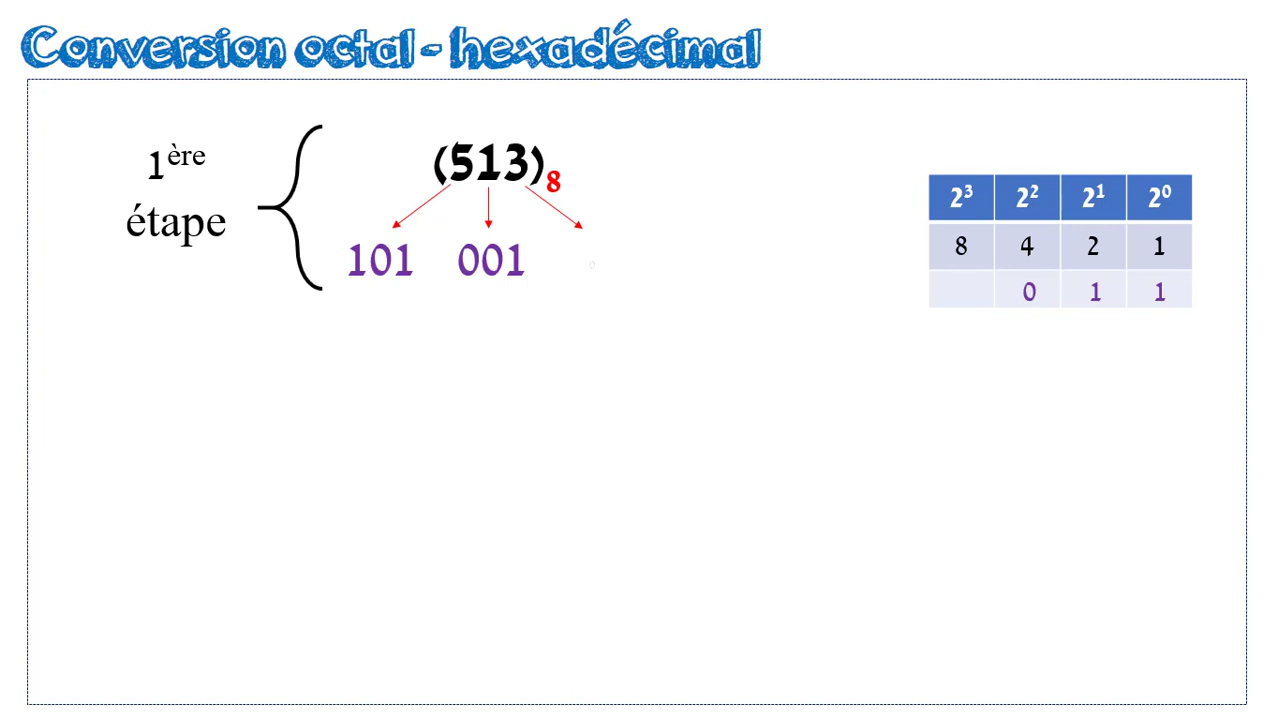 Conversion octal - hexadécimal
1ère
étape
(513)8
101 001
2³ 2² 2¹ 2⁰
8 4 2 1
0 1 1